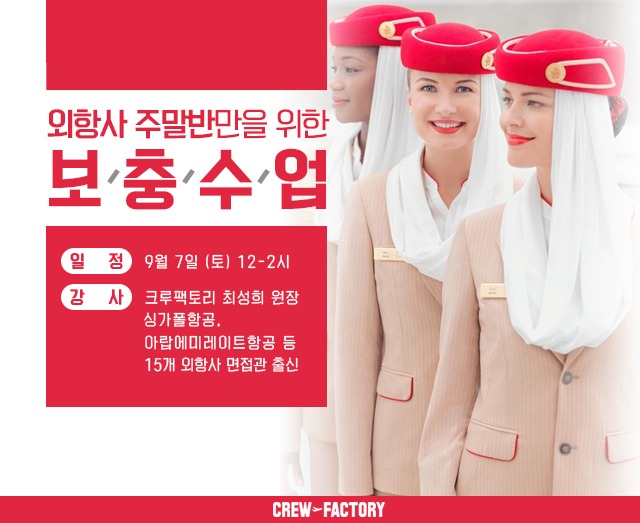 외항사 주말반만을 위한
보충수업
일 정 9월 7일 (토) 12-2시
강 사 크루팩토리 최성희 원장
싱가폴항공,
아랍에미레이트항공 등
15개 외항사 면접관 출신
CREW FACTORY